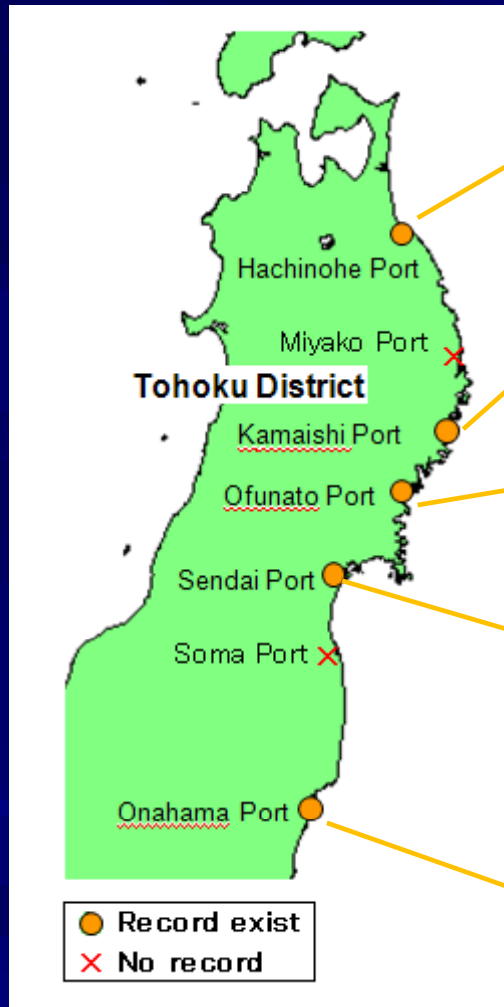 Hachinohe Port
Miyako Port
Tohoku District
Kamaishi Port
Ofunato Port
Sendai Port
Soma Port
Onahama Port
Record exist
No record